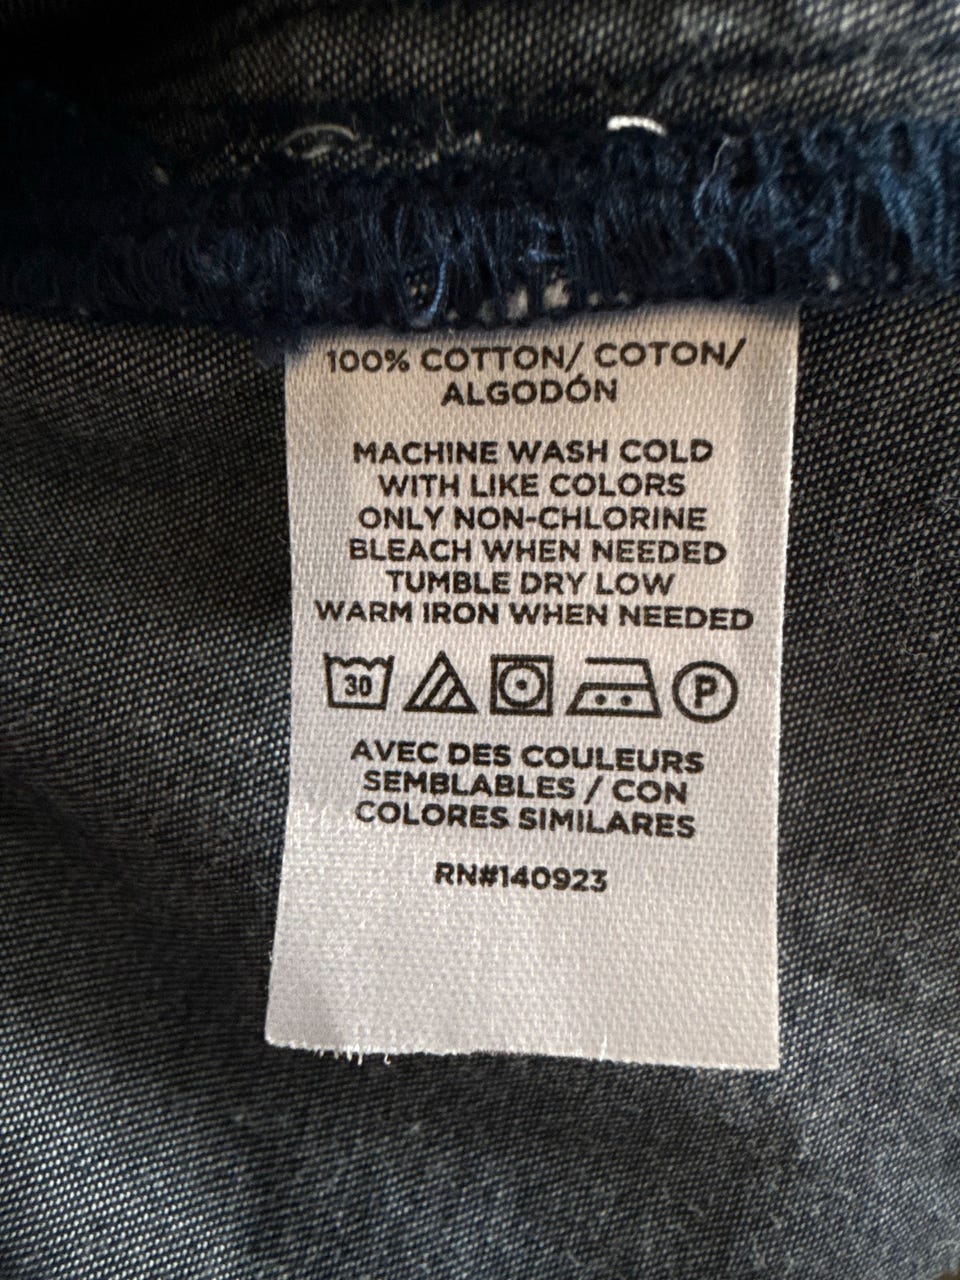 100% COTTON/ COTON/
ALGODÓN
MACHINE WASH COLD
WITH LIKE COLORS
ONLY NON-CHLORINE
BLEACH WHEN NEEDED
TUMBLE DRY LOW
WARM IRON WHEN NEEDED
30 P
AVEC DES COULEURS
SEMBLABLES / CON
COLORES SIMILARES
RN#140923